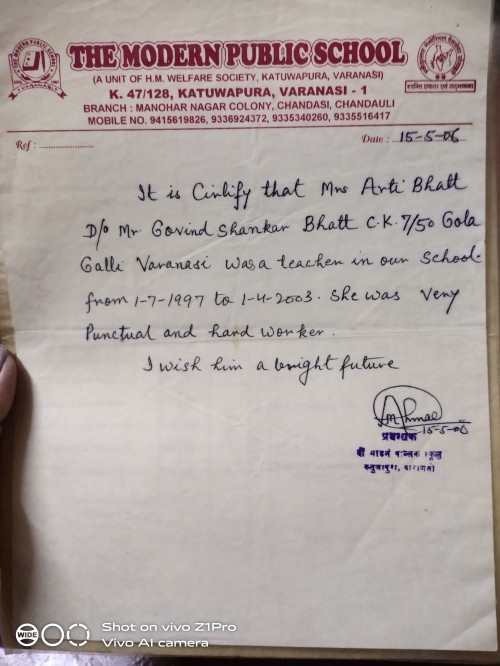 THE MODERN PUBLIC SCHOOL
(A UNIT OF H.M. WELFARE SOCIETY, KATUWAPURA, VARANASI)
K. 47/128, KATUWAPURA, VARANASI - 1
BRANCH : MANOHAR NAGAR COLONY, CHANDASI, CHANDAULI
MOBILE NO. 9415619826, 9336924372, 9335340260, 9335516417
Ref : ........................ Date : 15-5-06
It is Cirlify that Mrs Arti Bhatt
D/o Mr Govind Shankar Bhatt C.K. 7/50 Gola
Galli Varanasi was a teacher in our School.
from 1-7-1997 to 1-4-2003. She was very
Punctual and hard worker.
I wish him a bright future
15-5-06
प्रबन्धक
दी माडर्न पब्लिक स्कूल
कतुआपुरा, वाराणसी
WIDE
Shot on vivo Z1Pro
Vivo AI camera